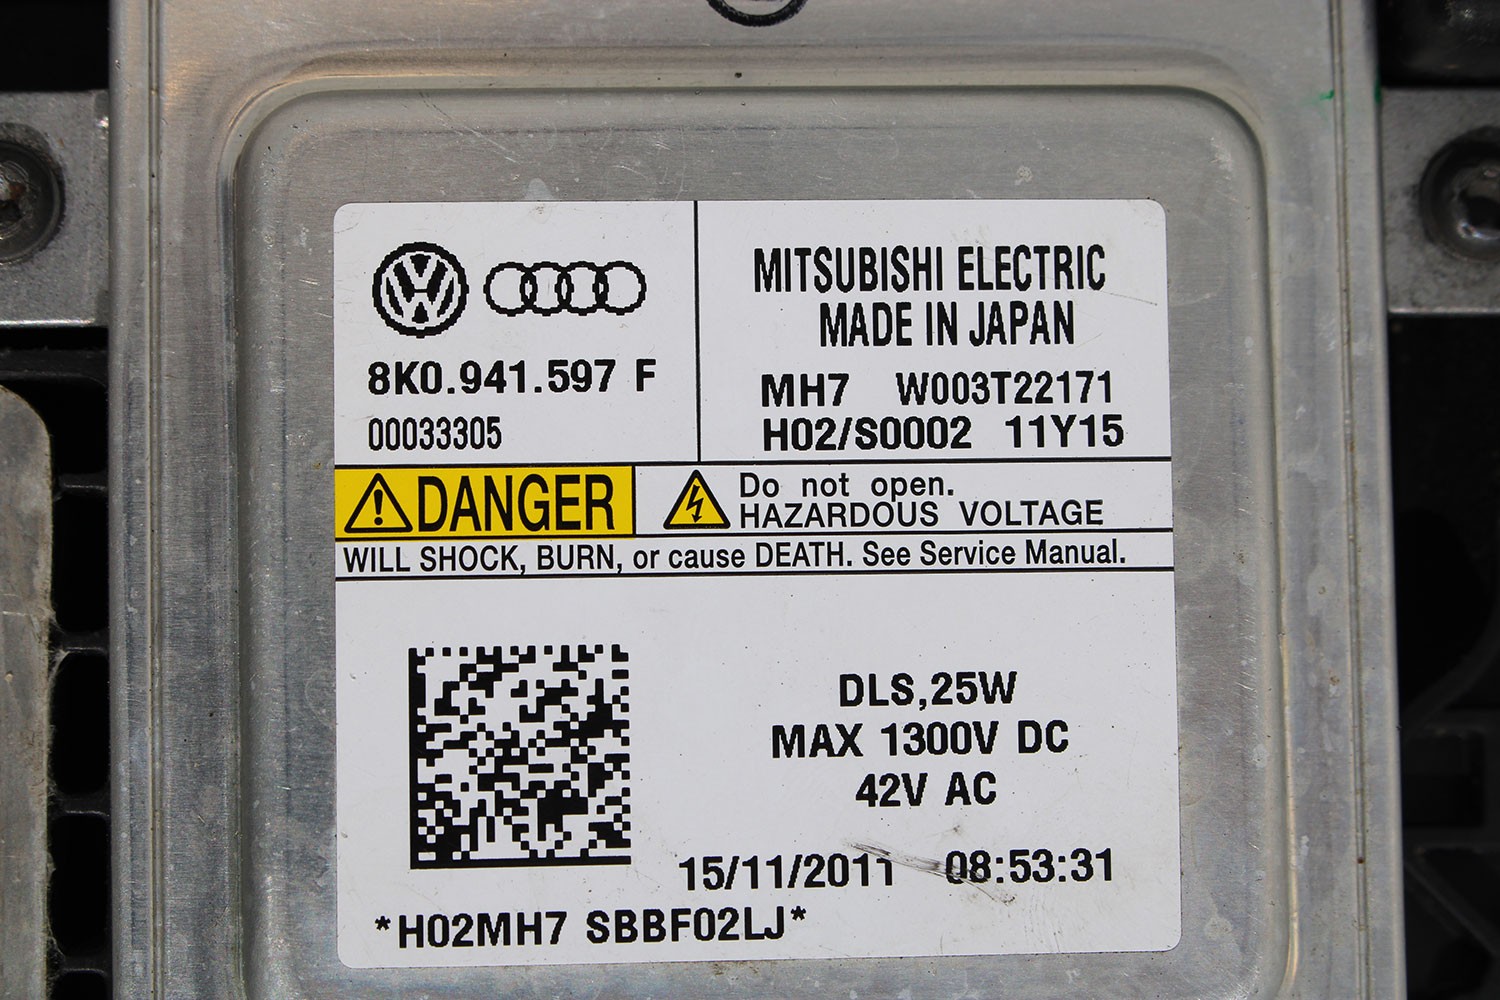 8K0.941.597 F
00033305
MITSUBISHI ELECTRIC
MADE IN JAPAN
MH7 W003T22171
H02/S0002 11Y15
DANGER
Do not open.
HAZARDOUS VOLTAGE
WILL SHOCK, BURN, or cause DEATH. See Service Manual.
DLS,25W
MAX 1300V DC
42V AC
15/11/2011 08:53:31
*H02MH7 SBBF02LJ*